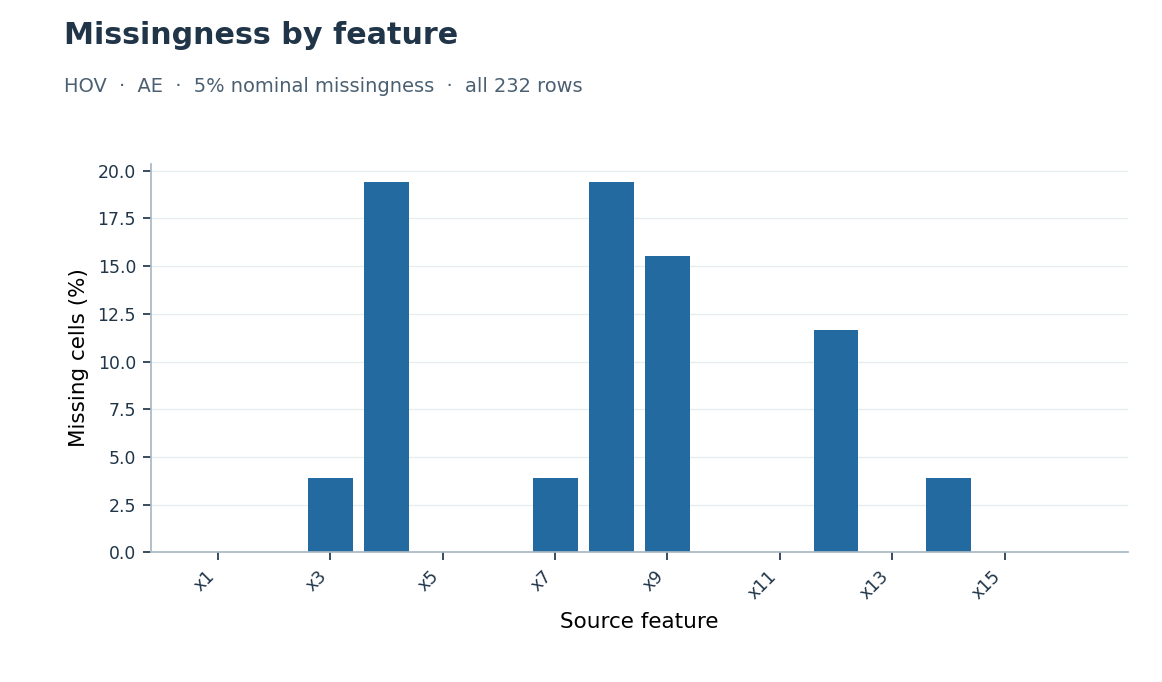 Missingness by feature
HOV · AE · 5% nominal missingness · all 232 rows
20.0
17.5
15.0
12.5
10.0
7.5
5.0
2.5
0.0
Missing cells (%)
x1 x3 x5 x7 x9 x11 x13 x15
Source feature